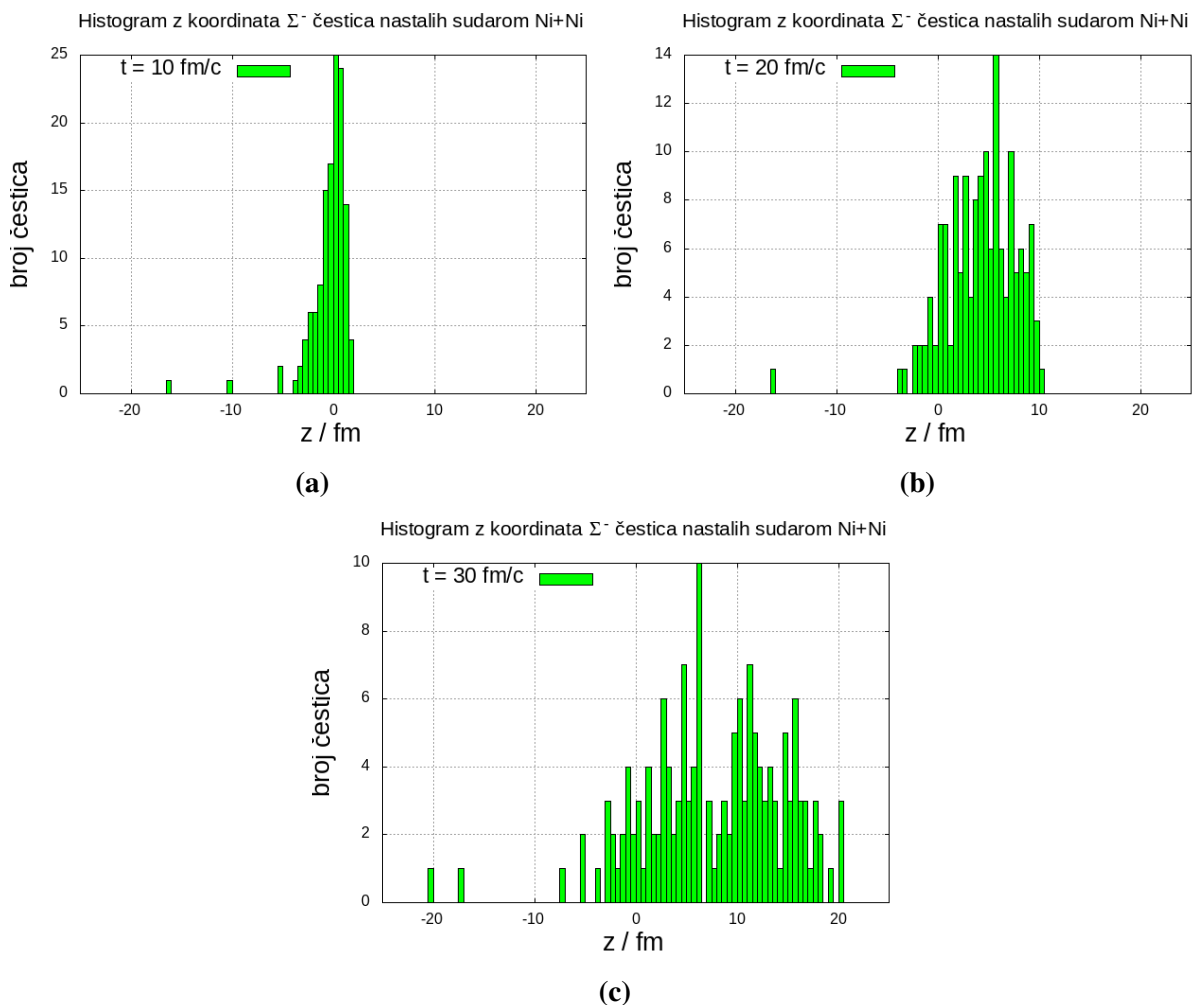 Histogram z koordinata Σ⁻ čestica nastalih sudarom Ni+Ni
t = 10 fm/c
broj čestica
25
20
15
10
5
0
-20 -10 0 10 20
z / fm
(a)
Histogram z koordinata Σ⁻ čestica nastalih sudarom Ni+Ni
t = 20 fm/c
broj čestica
14
12
10
8
6
4
2
0
-20 -10 0 10 20
z / fm
(b)
Histogram z koordinata Σ⁻ čestica nastalih sudarom Ni+Ni
t = 30 fm/c
broj čestica
10
8
6
4
2
0
-20 -10 0 10 20
z / fm
(c)